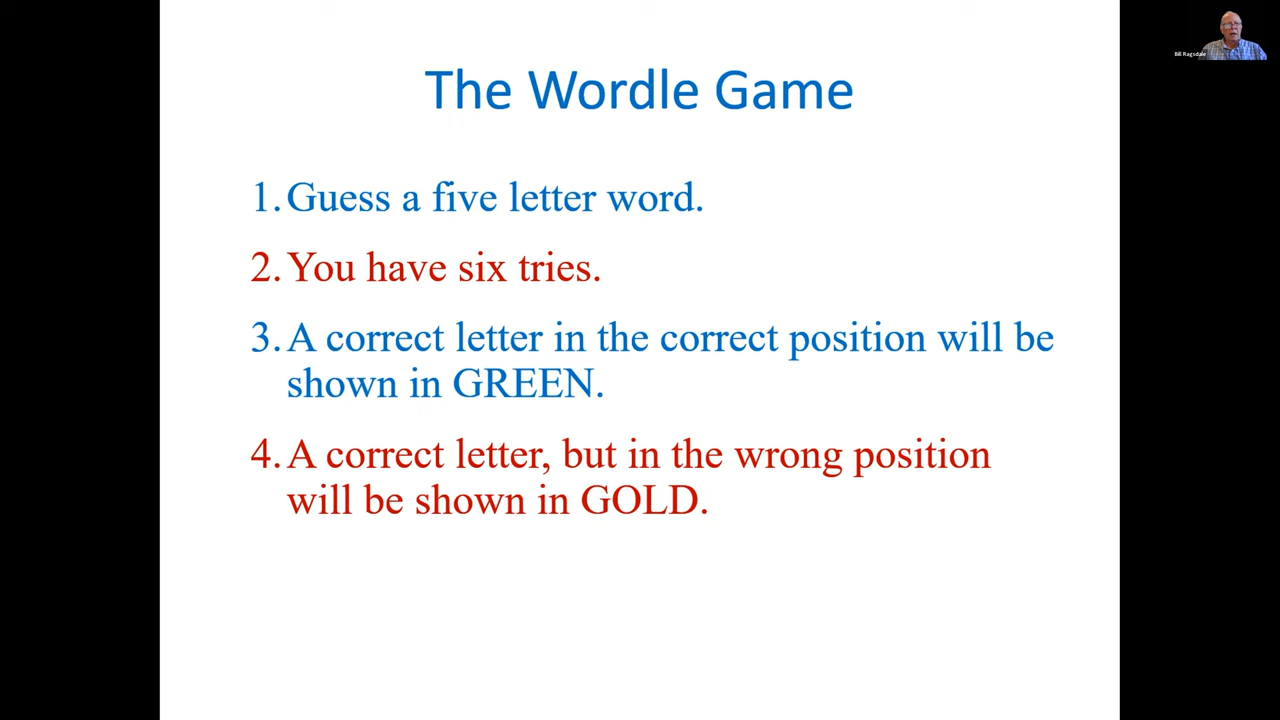 The Wordle Game
1. Guess a five letter word.
2. You have six tries.
3. A correct letter in the correct position will be
shown in GREEN.
4. A correct letter, but in the wrong position
will be shown in GOLD.
Bill Ragsdale